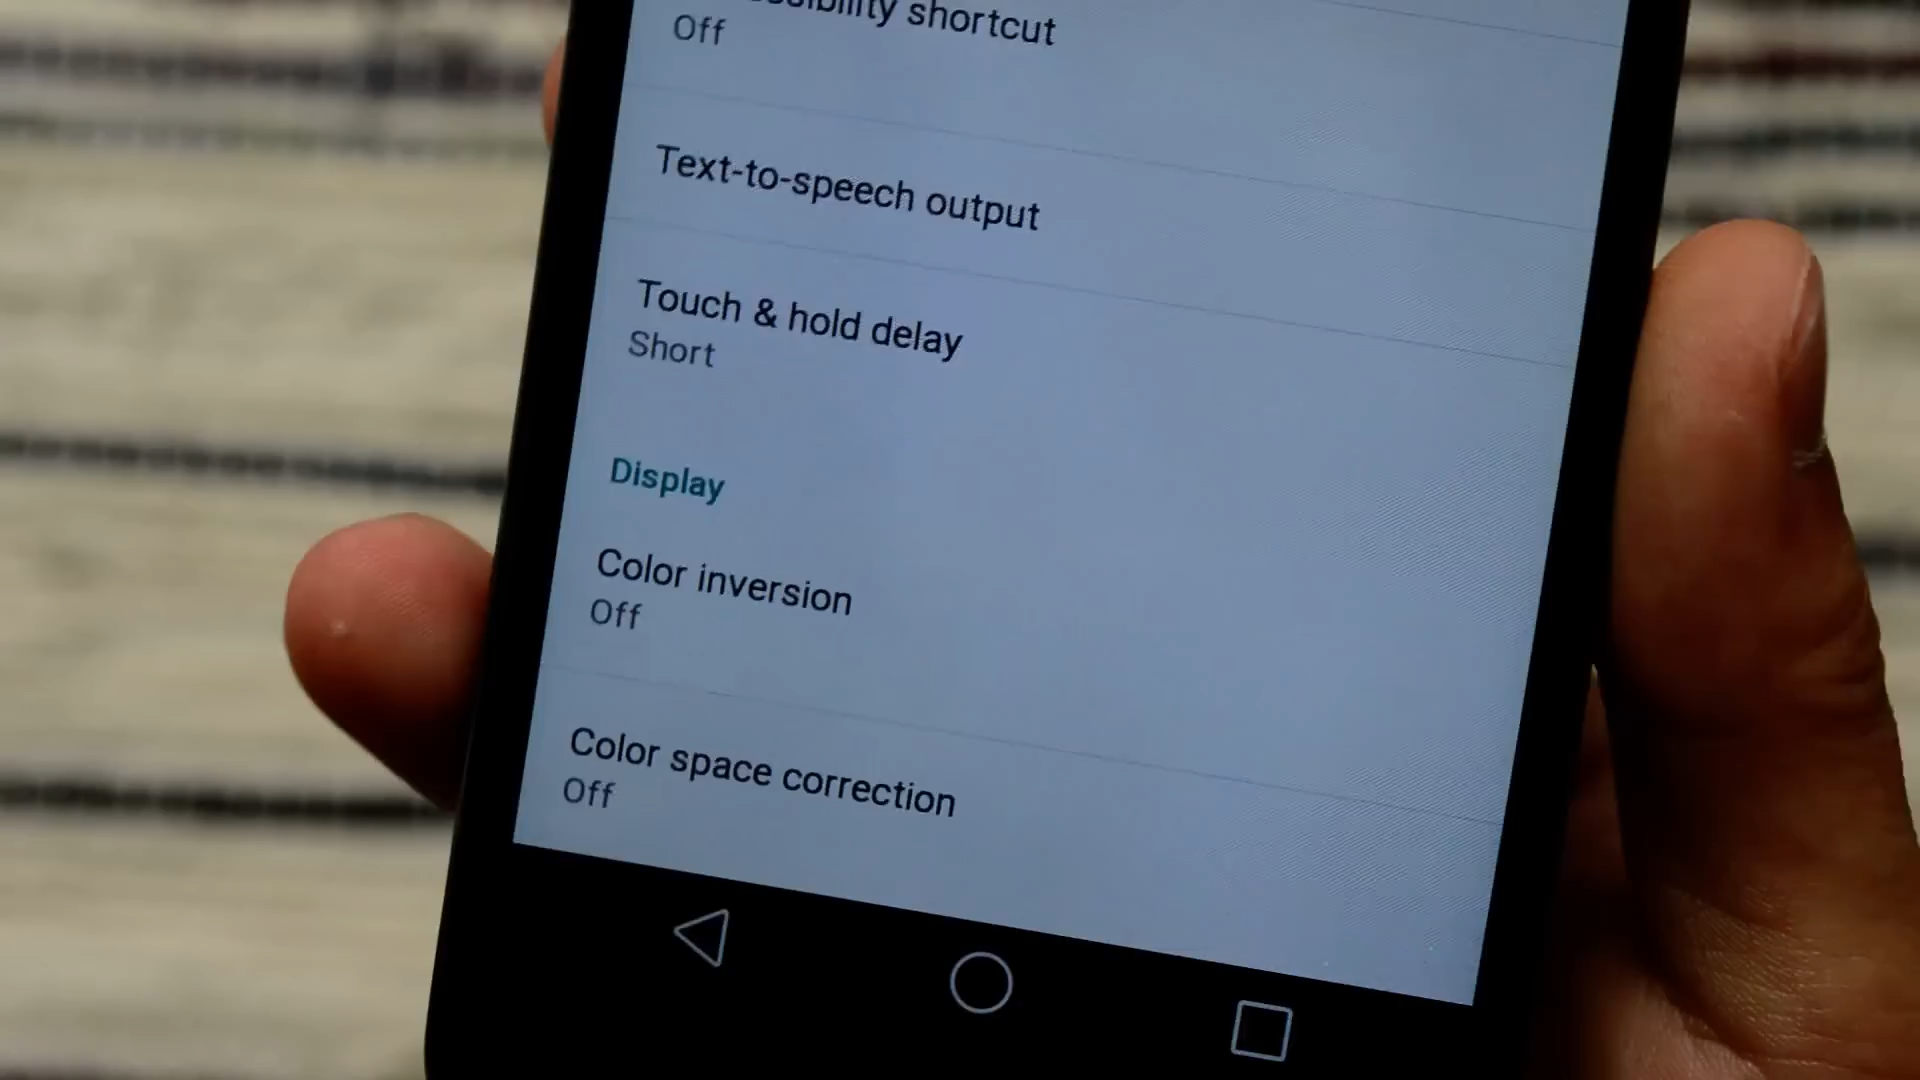 shortcut
Off
Text-to-speech output
Touch & hold delay
Short
Display
Color inversion
Off
Color space correction
Off